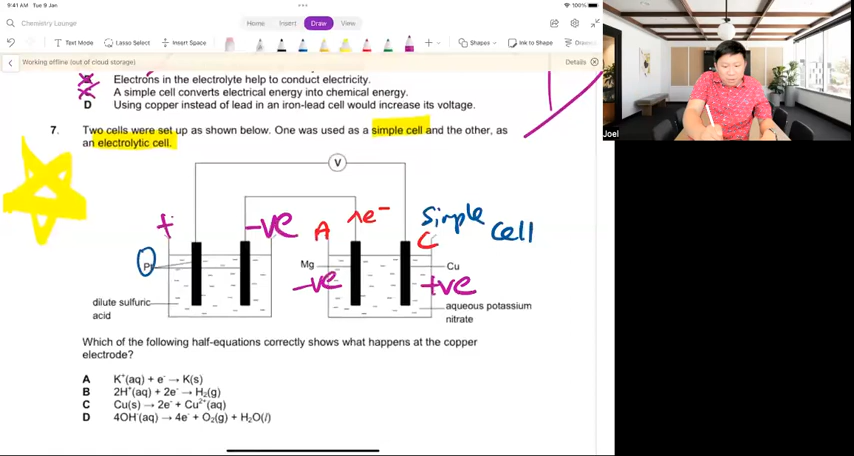 9:41 AM Tue 9 Jan
100%
Chemistry Lounge
Home Insert Draw View
Text Mode Lasso Select Insert Space Shapes Ink to Shape
Working offline (out of cloud storage) Details
Electrons in the electrolyte help to conduct electricity.
A simple cell converts electrical energy into chemical energy.
D Using copper instead of lead in an iron-lead cell would increase its voltage.
7. Two cells were set up as shown below. One was used as a simple cell and the other, as
an electrolytic cell.
V
+ -ve A e⁻ C simple cell
Mg Cu
-ve +ve
dilute sulfuric
acid
aqueous potassium
nitrate
Which of the following half-equations correctly shows what happens at the copper
electrode?
A K⁺(aq) + e⁻ → K(s)
B 2H⁺(aq) + 2e⁻ → H₂(g)
C Cu(s) → 2e⁻ + Cu²⁺(aq)
D 4OH⁻(aq) → 4e⁻ + O₂(g) + H₂O(l)
Joel